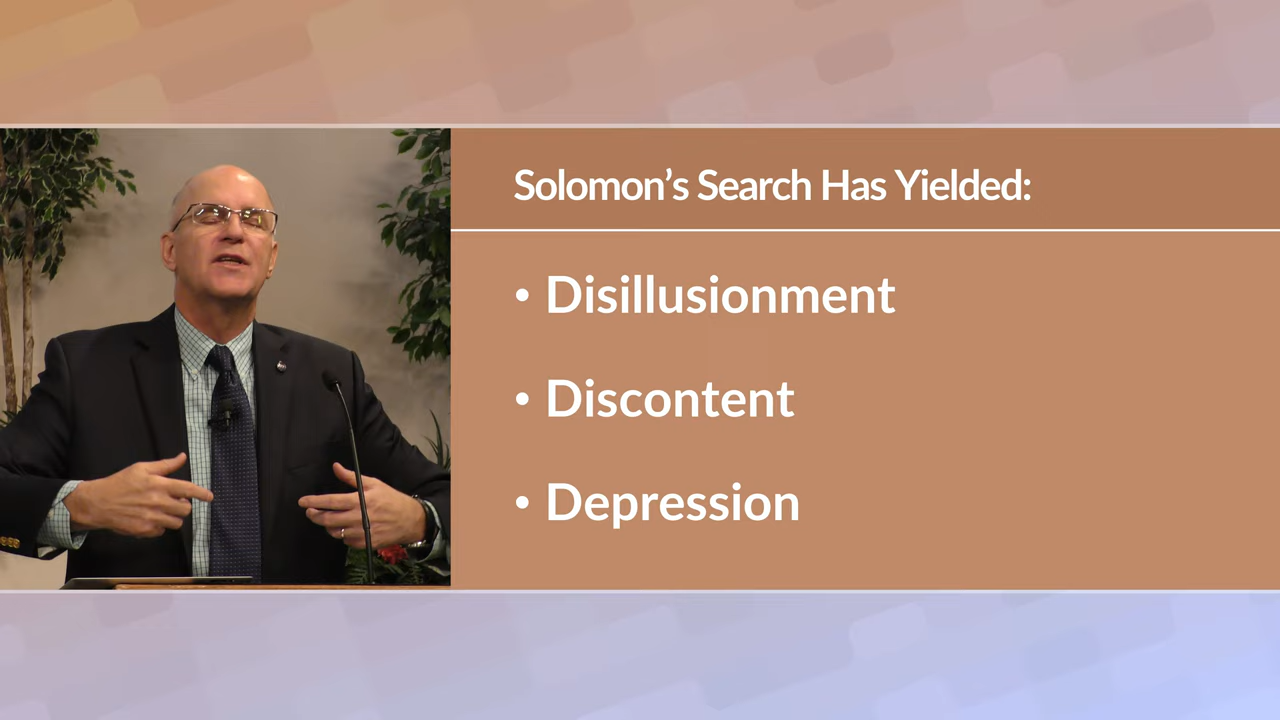 Solomon’s Search Has Yielded:
• Disillusionment
• Discontent
• Depression